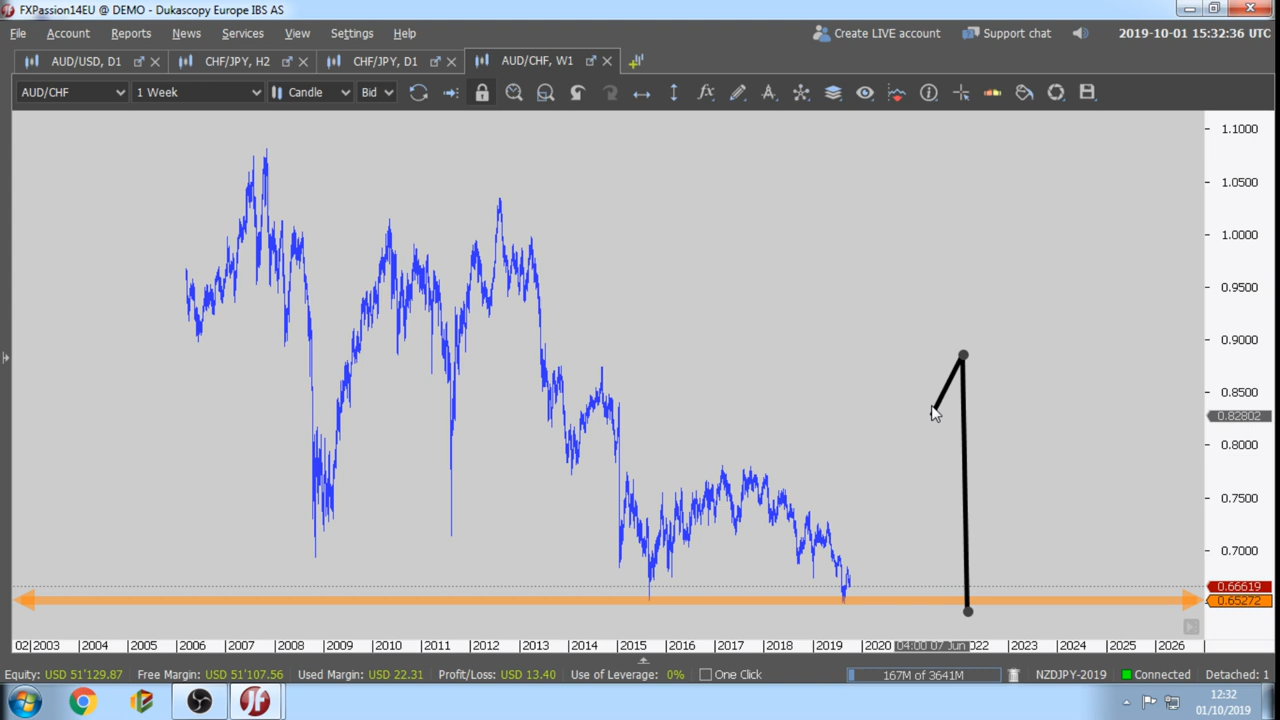 FXPassion14EU @ DEMO - Dukascopy Europe IBS AS
File Account Reports News Services View Settings Help Create LIVE account Support chat 2019-10-01 15:32:36 UTC
AUD/USD, D1 CHF/JPY, H2 CHF/JPY, D1 AUD/CHF, W1
AUD/CHF 1 Week Candle Bid
1.1000
1.0500
1.0000
0.9500
0.9000
0.8500
0.82802
0.8000
0.7500
0.7000
0.66619
0.65272
02 2003 2004 2005 2006 2007 2008 2009 2010 2011 2012 2013 2014 2015 2016 2017 2018 2019 2020 04:00 07 Jun 022 2023 2024 2025 2026
Equity: USD 51'129.87 Free Margin: USD 51'107.56 Used Margin: USD 22.31 Profit/Loss: USD 13.40 Use of Leverage: 0% One Click 167M of 3641M NZDJPY-2019 Connected Detached: 1
12:32
01/10/2019